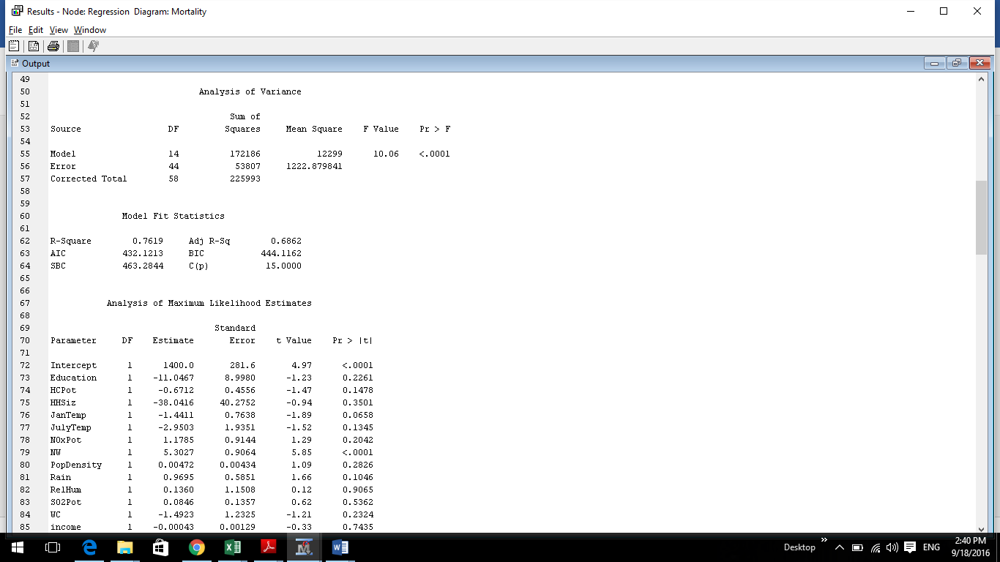 Results - Node: Regression Diagram: Mortality
File Edit View Window
Output
49
50 Analysis of Variance
51
52 Sum of
53 Source DF Squares Mean Square F Value Pr > F
54
55 Model 14 172186 12299 10.06 <.0001
56 Error 44 53807 1222.879841
57 Corrected Total 58 225993
58
59
60 Model Fit Statistics
61
62 R-Square 0.7619 Adj R-Sq 0.6862
63 AIC 432.1213 BIC 444.1162
64 SBC 463.2844 C(p) 15.0000
65
66
67 Analysis of Maximum Likelihood Estimates
68
69 Standard
70 Parameter DF Estimate Error t Value Pr > |t|
71
72 Intercept 1 1400.0 281.6 4.97 <.0001
73 Education 1 -11.0467 8.9980 -1.23 0.2261
74 HCPot 1 -0.6712 0.4556 -1.47 0.1478
75 HHSiz 1 -38.0416 40.2752 -0.94 0.3501
76 JanTemp 1 -1.4411 0.7638 -1.89 0.0658
77 JulyTemp 1 -2.9503 1.9351 -1.52 0.1345
78 NOxPot 1 1.1785 0.9144 1.29 0.2042
79 NW 1 5.3027 0.9064 5.85 <.0001
80 PopDensity 1 0.00472 0.00434 1.09 0.2826
81 Rain 1 0.9695 0.5851 1.66 0.1046
82 RelHum 1 0.1360 1.1508 0.12 0.9065
83 SO2Pot 1 0.0846 0.1357 0.62 0.5362
84 WC 1 -1.4923 1.2325 -1.21 0.2324
85 income 1 -0.00043 0.00129 -0.33 0.7435
Desktop ENG 2:40 PM
9/18/2016